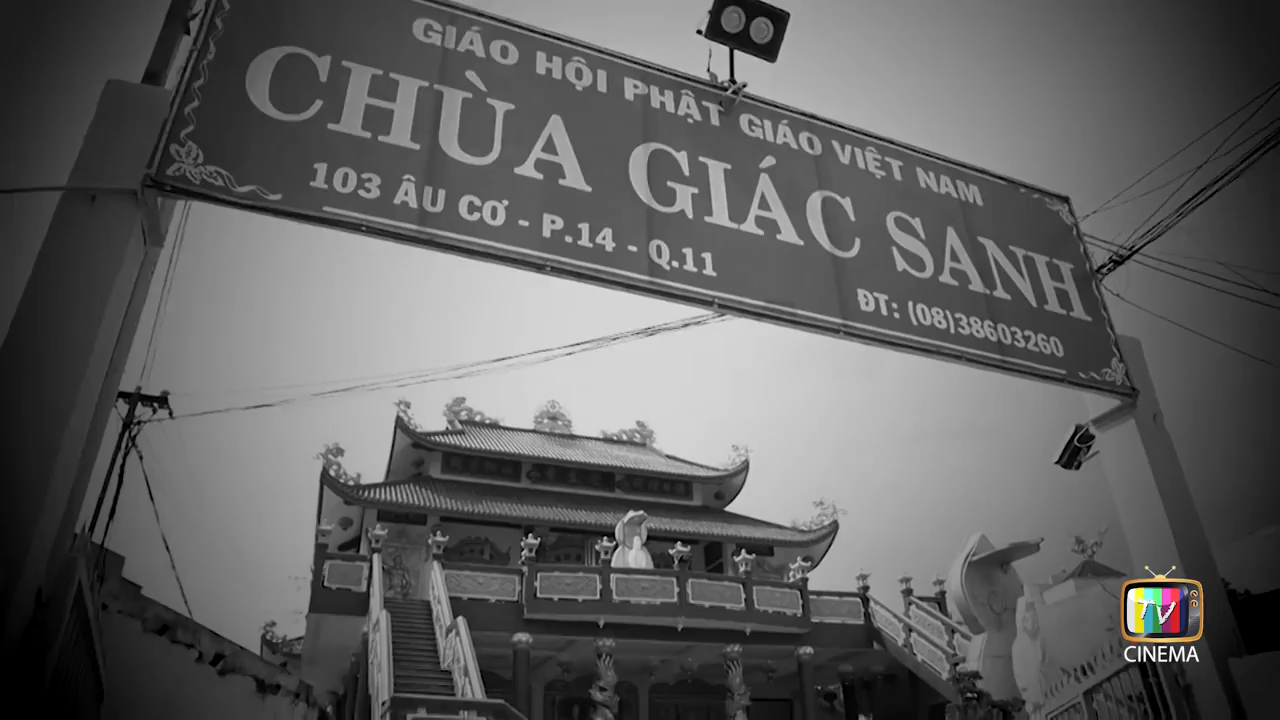 GIÁO HỘI PHẬT GIÁO VIỆT NAM
CHÙA GIÁC SANH
103 ÂU CƠ - P.14 - Q.11
ĐT: (08)38603260
TV
CINEMA